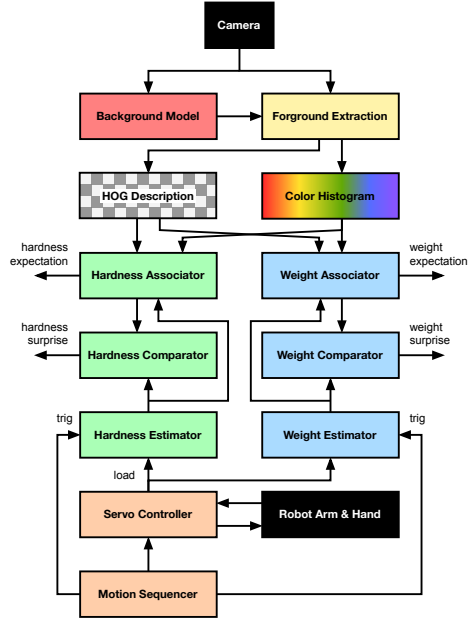 Camera
Background Model
Forground Extraction
HOG Description
Color Histogram
hardness
expectation
Hardness Associator
Weight Associator
weight
expectation
hardness
surprise
Hardness Comparator
Weight Comparator
weight
surprise
trig
Hardness Estimator
Weight Estimator
trig
load
Servo Controller
Robot Arm & Hand
Motion Sequencer